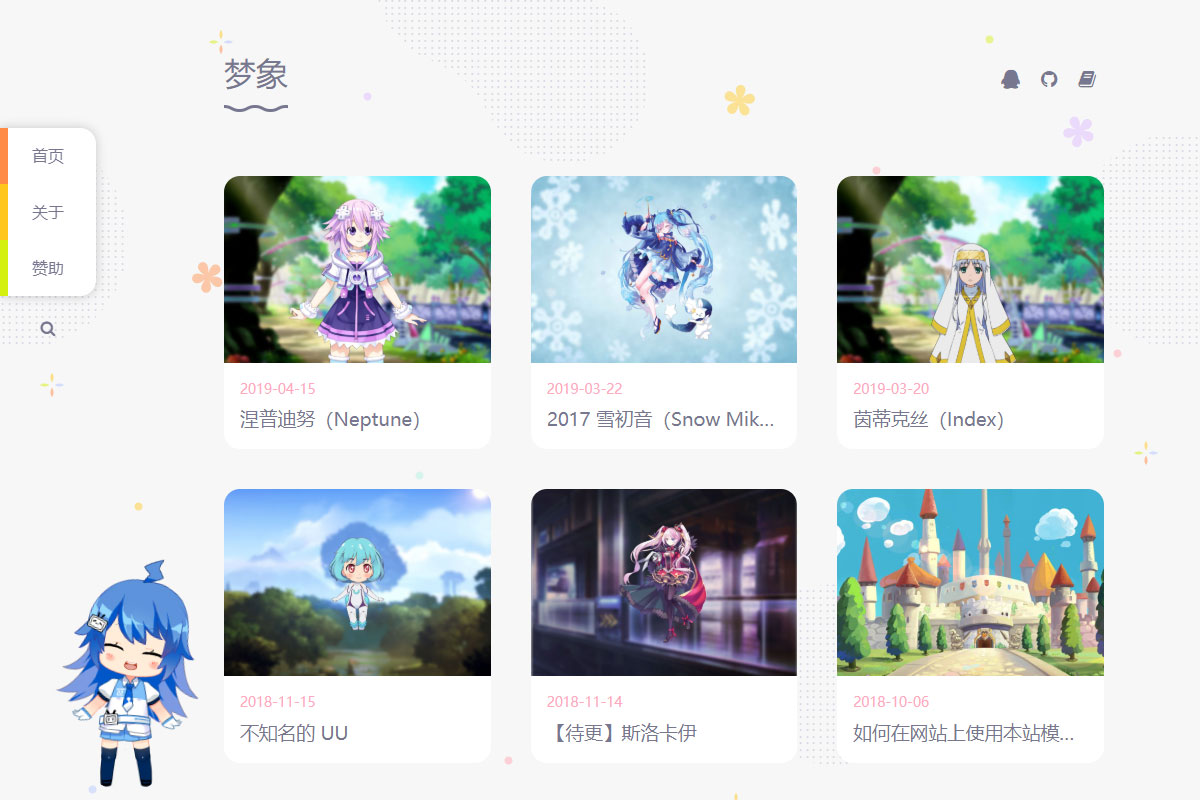 梦象
首页
关于
赞助
2019-04-15
涅普迪努（Neptune）
2019-03-22
2017 雪初音（Snow Mik...
2019-03-20
茵蒂克丝（Index）
2018-11-15
不知名的 UU
2018-11-14
【待更】斯洛卡伊
2018-10-06
如何在网站上使用本站模...